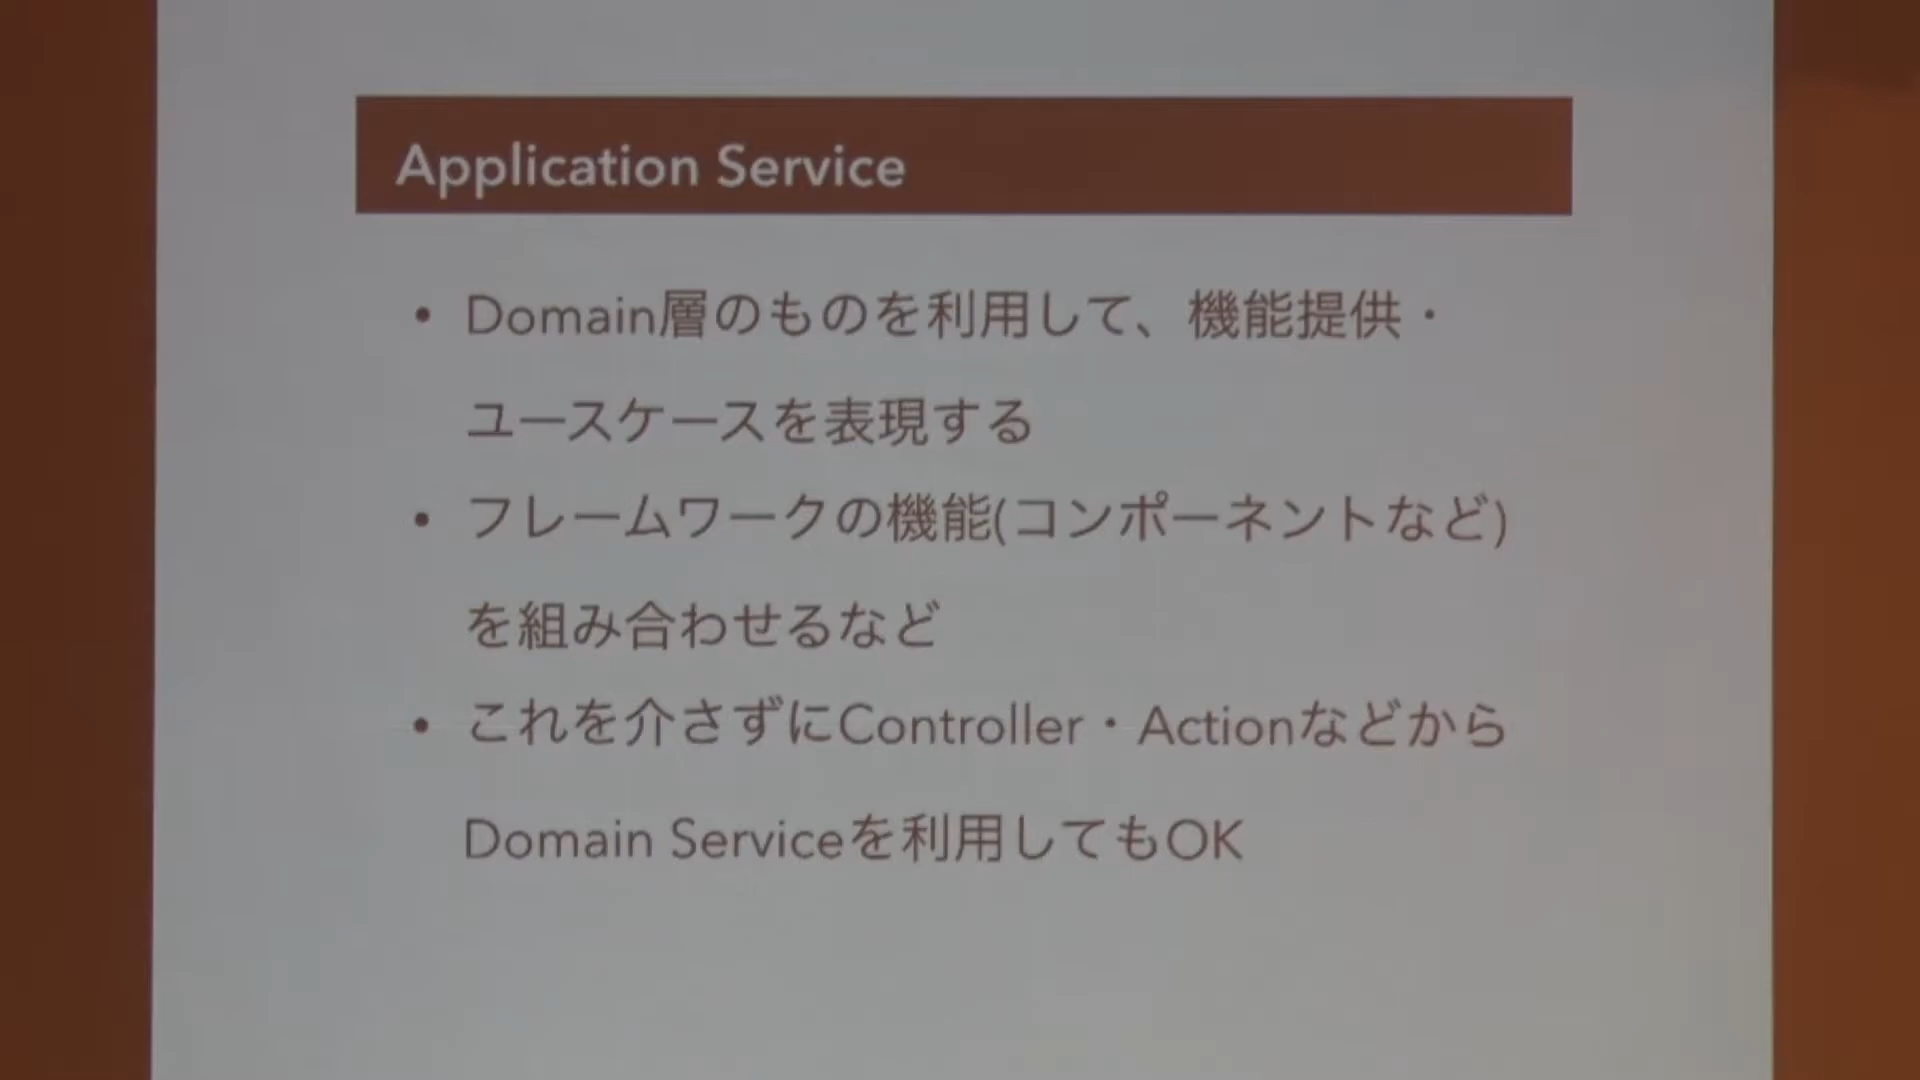 Application Service
• Domain層のものを利用して、機能提供・
ユースケースを表現する
• フレームワークの機能(コンポーネントなど)
を組み合わせるなど
• これを介さずにController・Actionなどから
Domain Serviceを利用してもOK